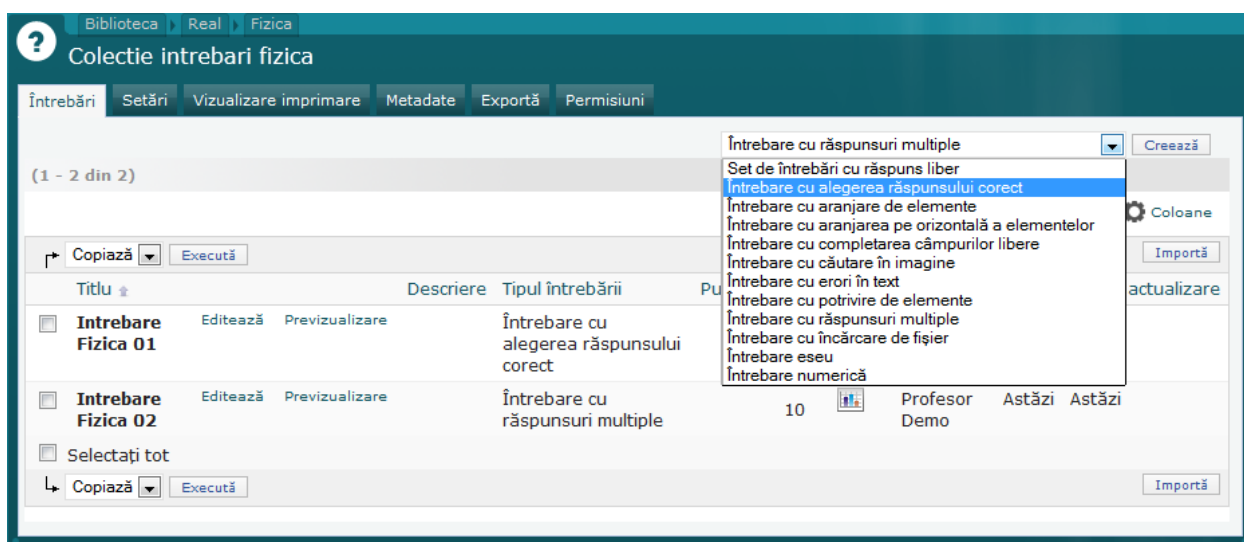 Biblioteca Real Fizica
?
Colectie intrebari fizica
Întrebări Setări Vizualizare imprimare Metadate Exportă Permisiuni
Întrebare cu răspunsuri multiple Creează
(1 - 2 din 2)
Set de întrebări cu răspuns liber
Întrebare cu alegerea răspunsului corect
Întrebare cu aranjare de elemente
Întrebare cu aranjarea pe orizontală a elementelor
Întrebare cu completarea câmpurilor libere
Întrebare cu căutare în imagine
Întrebare cu erori în text
Întrebare cu potrivire de elemente
Întrebare cu răspunsuri multiple
Întrebare cu încărcare de fișier
Întrebare eseu
Întrebare numerică
Coloane
Copiază Execută Importă
Titlu Descriere Tipul întrebării Pu actualizare
Intrebare Editează Previzualizare Întrebare cu
Fizica 01 alegerea răspunsului
corect
Intrebare Editează Previzualizare Întrebare cu 10 Profesor Astăzi Astăzi
Fizica 02 răspunsuri multiple Demo
Selectați tot
Copiază Execută Importă